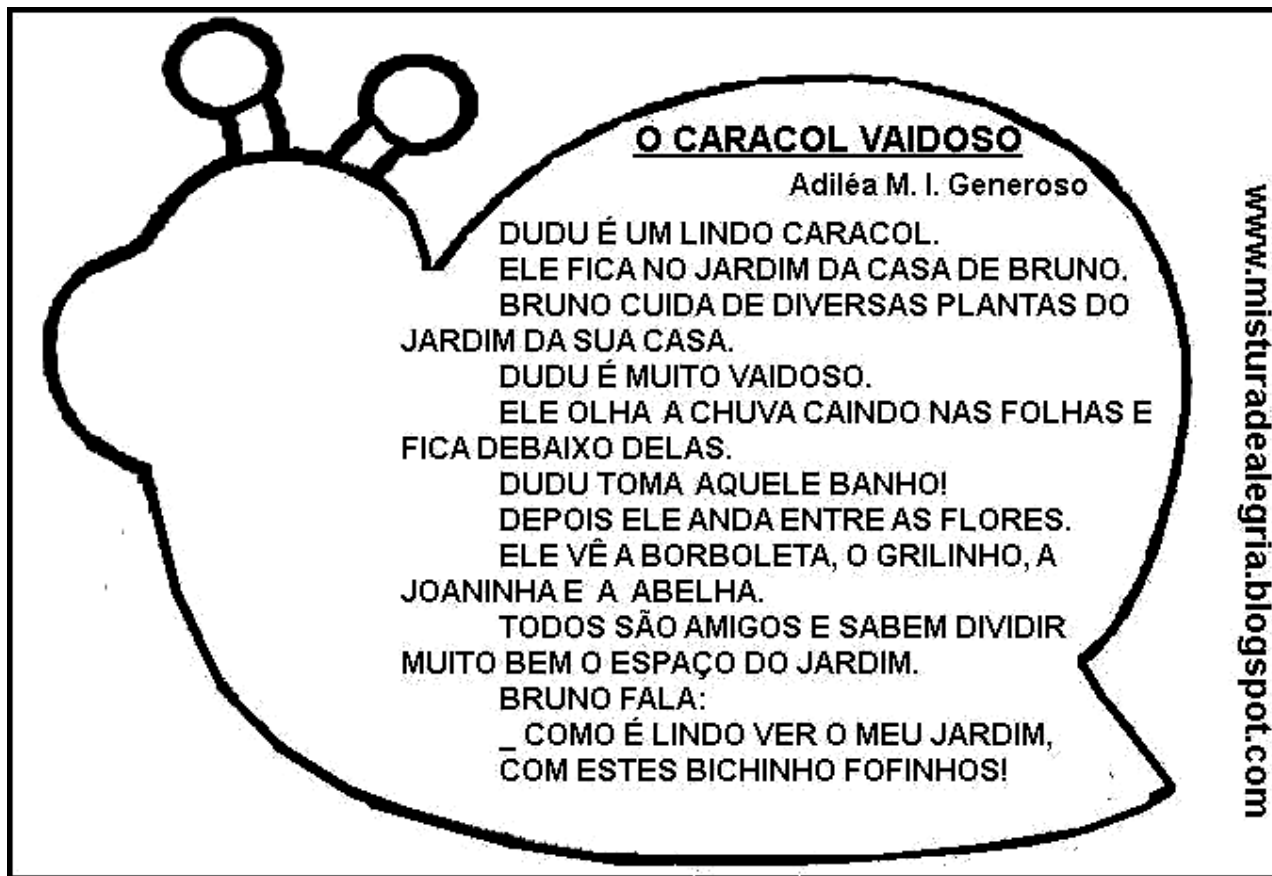 O CARACOL VAIDOSO
Adiléa M. I. Generoso
DUDU É UM LINDO CARACOL.
ELE FICA NO JARDIM DA CASA DE BRUNO.
BRUNO CUIDA DE DIVERSAS PLANTAS DO
JARDIM DA SUA CASA.
DUDU É MUITO VAIDOSO.
ELE OLHA A CHUVA CAINDO NAS FOLHAS E
FICA DEBAIXO DELAS.
DUDU TOMA AQUELE BANHO!
DEPOIS ELE ANDA ENTRE AS FLORES.
ELE VÊ A BORBOLETA, O GRILINHO, A
JOANINHA E A ABELHA.
TODOS SÃO AMIGOS E SABEM DIVIDIR
MUITO BEM O ESPAÇO DO JARDIM.
BRUNO FALA:
_ COMO É LINDO VER O MEU JARDIM,
COM ESTES BICHINHO FOFINHOS!
www.misturadealegria.blogspot.com